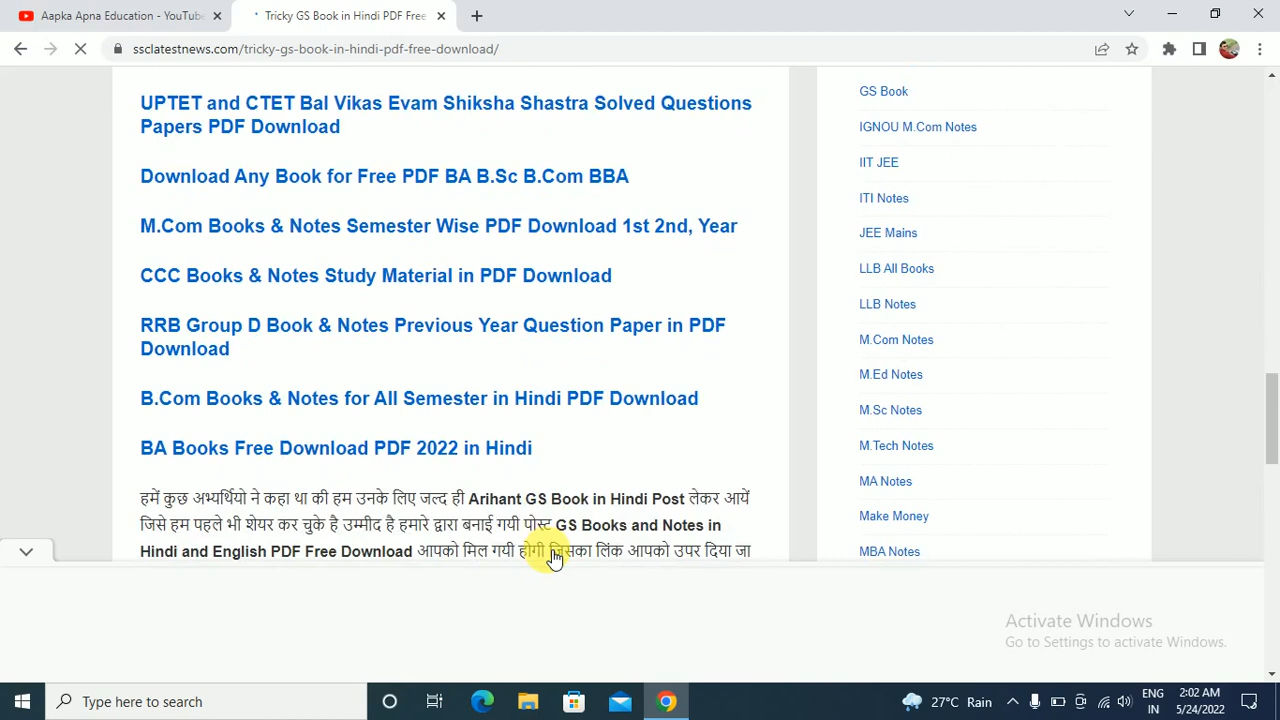 Aapka Apna Education - YouTube
Tricky GS Book in Hindi PDF Free
ssclatestnews.com/tricky-gs-book-in-hindi-pdf-free-download/
UPTET and CTET Bal Vikas Evam Shiksha Shastra Solved Questions
Papers PDF Download
Download Any Book for Free PDF BA B.Sc B.Com BBA
M.Com Books & Notes Semester Wise PDF Download 1st 2nd, Year
CCC Books & Notes Study Material in PDF Download
RRB Group D Book & Notes Previous Year Question Paper in PDF
Download
B.Com Books & Notes for All Semester in Hindi PDF Download
BA Books Free Download PDF 2022 in Hindi
हमें कुछ अभ्यर्थियो ने कहा था की हम उनके लिए जल्द ही Arihant GS Book in Hindi Post लेकर आयें
जिसे हम पहले भी शेयर कर चुके है उम्मीद है हमारे द्वारा बनाई गयी पोस्ट GS Books and Notes in
Hindi and English PDF Free Download आपको मिल गयी होगी जिसका लिंक आपको उपर दिया जा
GS Book
IGNOU M.Com Notes
IIT JEE
ITI Notes
JEE Mains
LLB All Books
LLB Notes
M.Com Notes
M.Ed Notes
M.Sc Notes
M.Tech Notes
MA Notes
Make Money
MBA Notes
Activate Windows
Go to Settings to activate Windows.
Type here to search
27°C Rain
ENG
IN
2:02 AM
5/24/2022